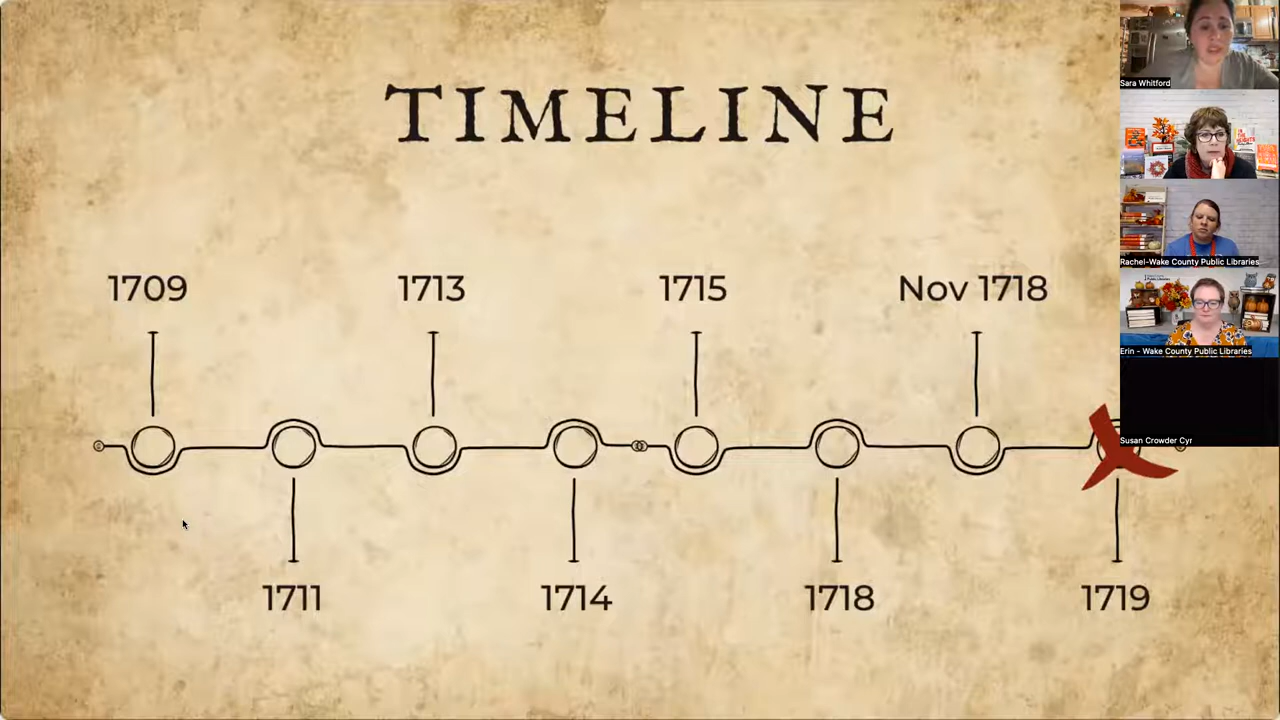 TIMELINE
1709
1713
1715
Nov 1718
1711
1714
1718
1719
Sara Whitford
Rachel-Wake County Public Libraries
Erin - Wake County Public Libraries
Susan Crowder Cyr